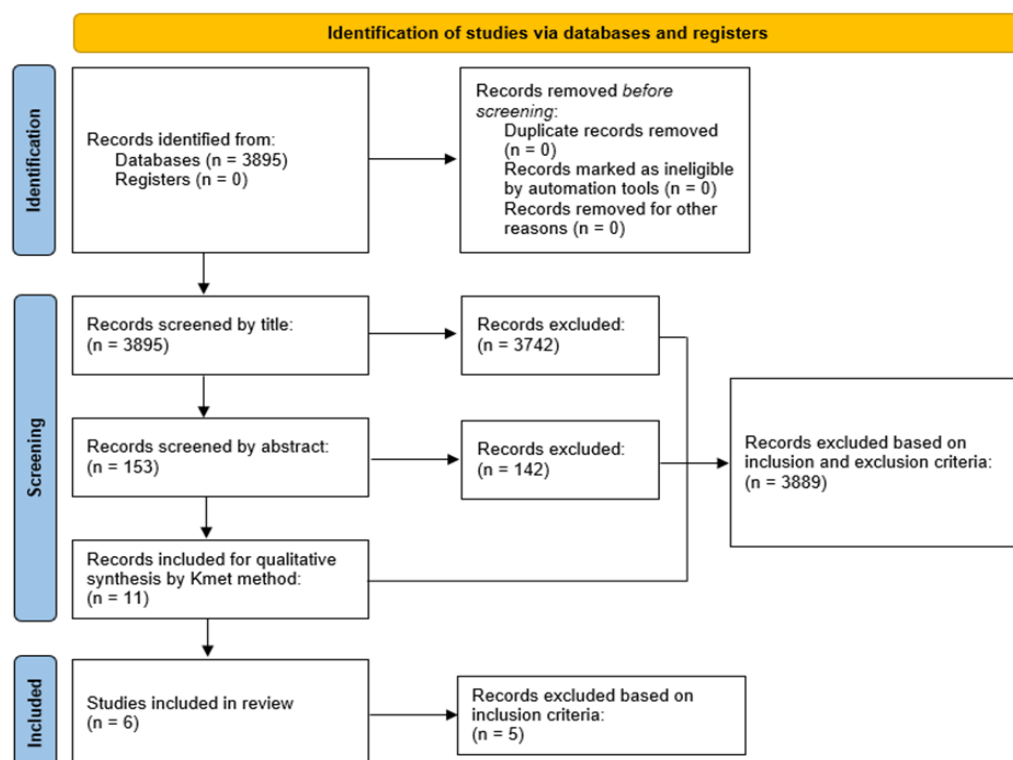 Identification of studies via databases and registers
Identification
Records identified from:
Databases (n = 3895)
Registers (n = 0)
Records removed before
screening:
Duplicate records removed
(n = 0)
Records marked as ineligible
by automation tools (n = 0)
Records removed for other
reasons (n = 0)
Screening
Records screened by title:
(n = 3895)
Records excluded:
(n = 3742)
Records screened by abstract:
(n = 153)
Records excluded:
(n = 142)
Records excluded based on
inclusion and exclusion criteria:
(n = 3889)
Records included for qualitative
synthesis by Kmet method:
(n = 11)
Included
Studies included in review
(n = 6)
Records excluded based on
inclusion criteria:
(n = 5)